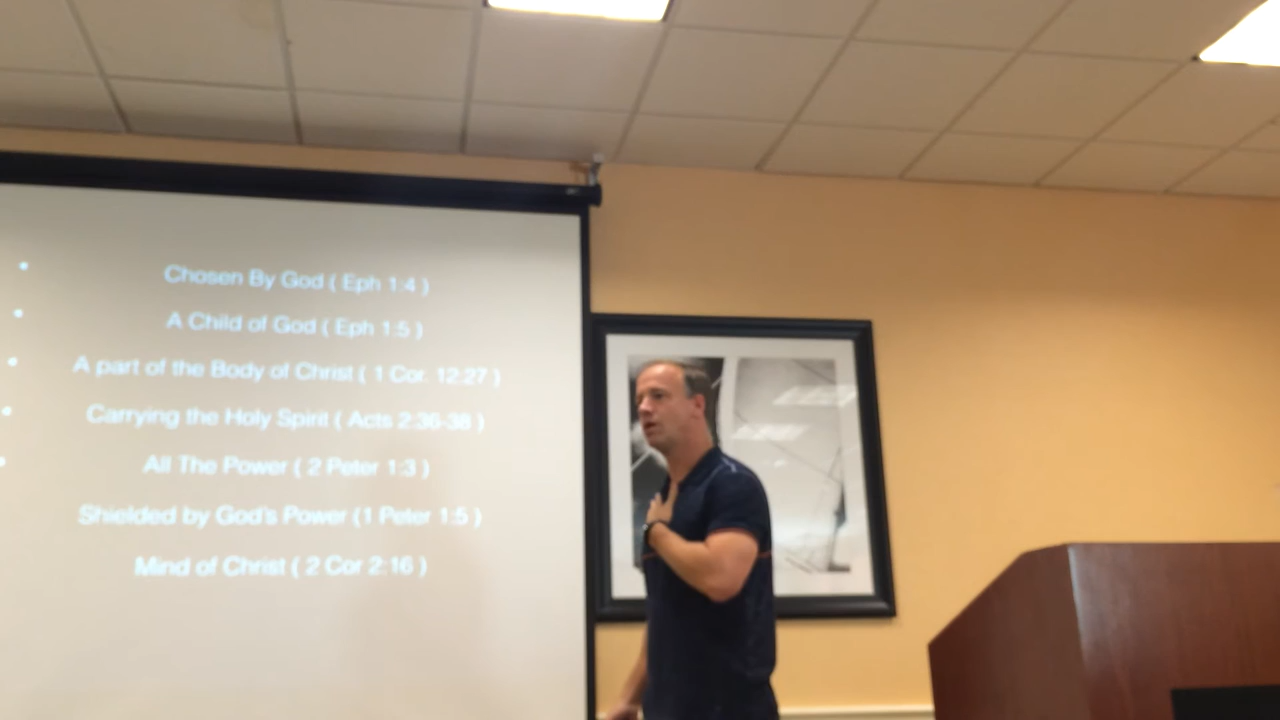 Chosen By God ( Eph 1:4 )
A Child of God ( Eph 1:5 )
A part of the Body of Christ ( 1 Cor. 12:27 )
Carrying the Holy Spirit ( Acts 2:36-38 )
All The Power ( 2 Peter 1:3 )
Shielded by God's Power (1 Peter 1:5 )
Mind of Christ ( 2 Cor 2:16 )